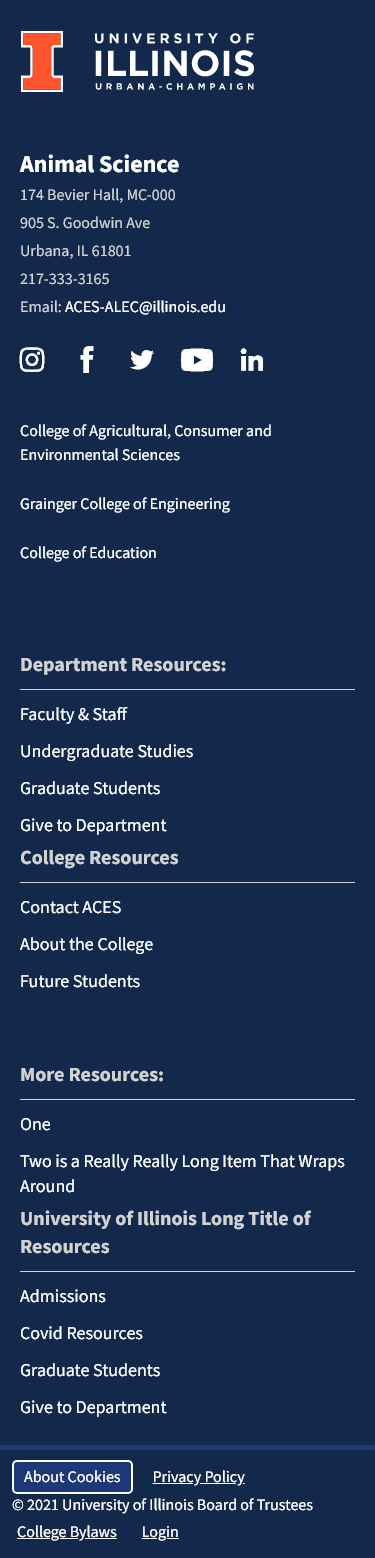 UNIVERSITY OF
ILLINOIS
URBANA-CHAMPAIGN
Animal Science
174 Bevier Hall, MC-000
905 S. Goodwin Ave
Urbana, IL 61801
217-333-3165
Email: ACES-ALEC@illinois.edu
College of Agricultural, Consumer and
Environmental Sciences
Grainger College of Engineering
College of Education
Department Resources:
Faculty & Staff
Undergraduate Studies
Graduate Students
Give to Department
College Resources
Contact ACES
About the College
Future Students
More Resources:
One
Two is a Really Really Long Item That Wraps
Around
University of Illinois Long Title of
Resources
Admissions
Covid Resources
Graduate Students
Give to Department
About Cookies Privacy Policy
© 2021 University of Illinois Board of Trustees
College Bylaws Login